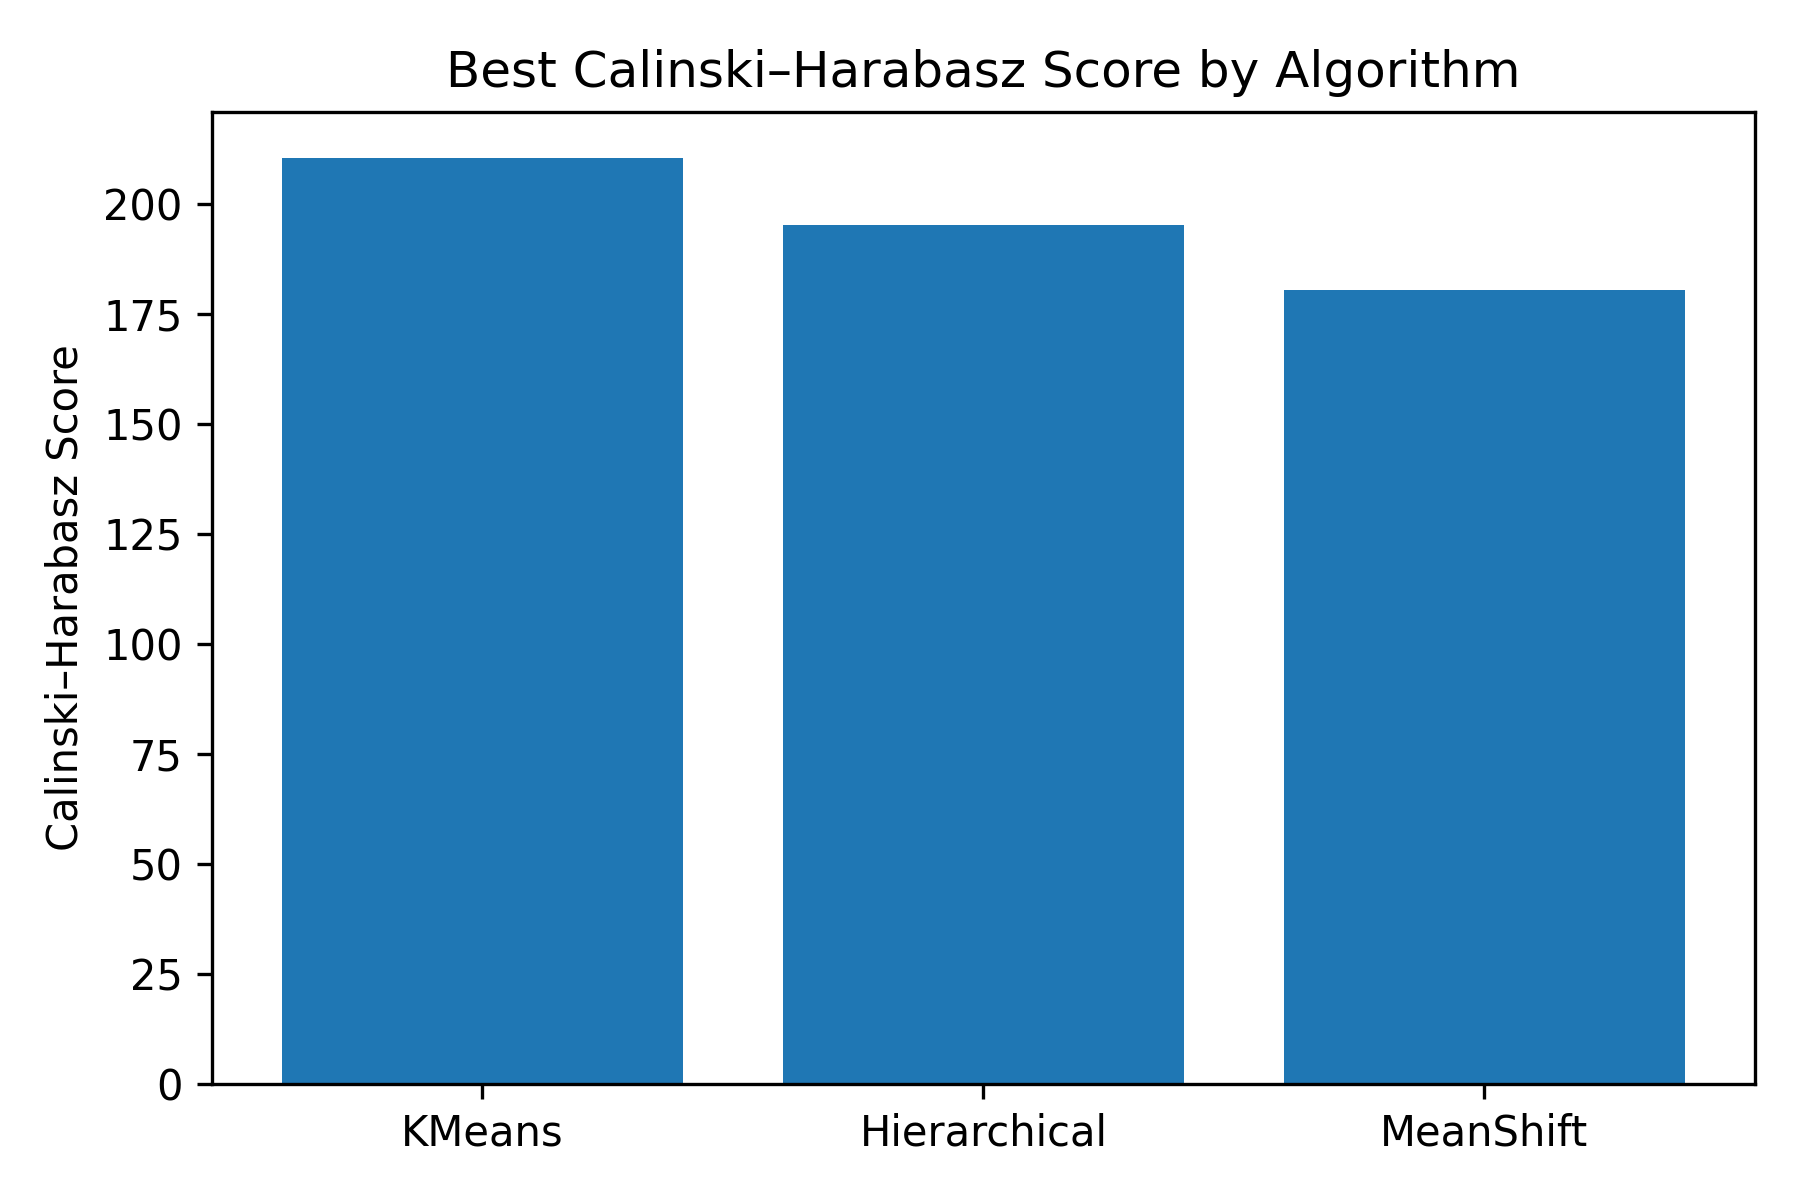 Best Calinski–Harabasz Score by Algorithm
Calinski–Harabasz Score
200
175
150
125
100
75
50
25
0
KMeans
Hierarchical
MeanShift